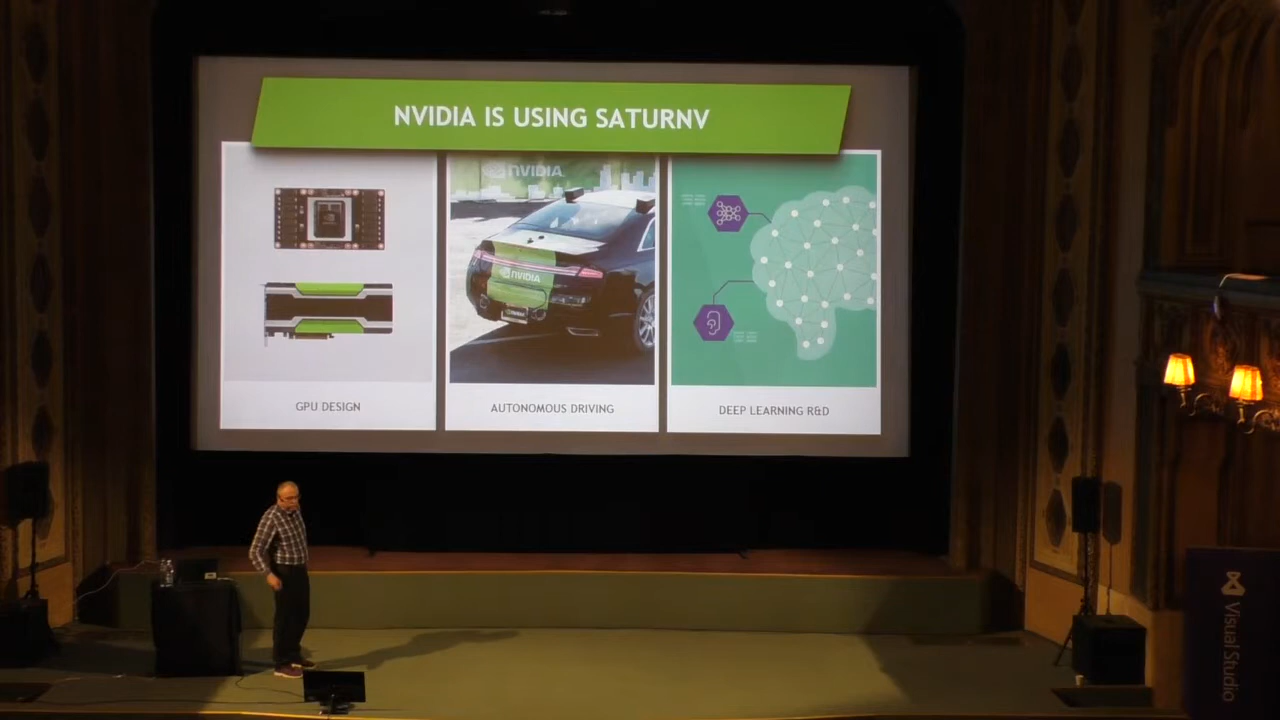 NVIDIA IS USING SATURNV
NVIDIA
NVIDIA
GPU DESIGN
AUTONOMOUS DRIVING
DEEP LEARNING R&D
Visual Studio